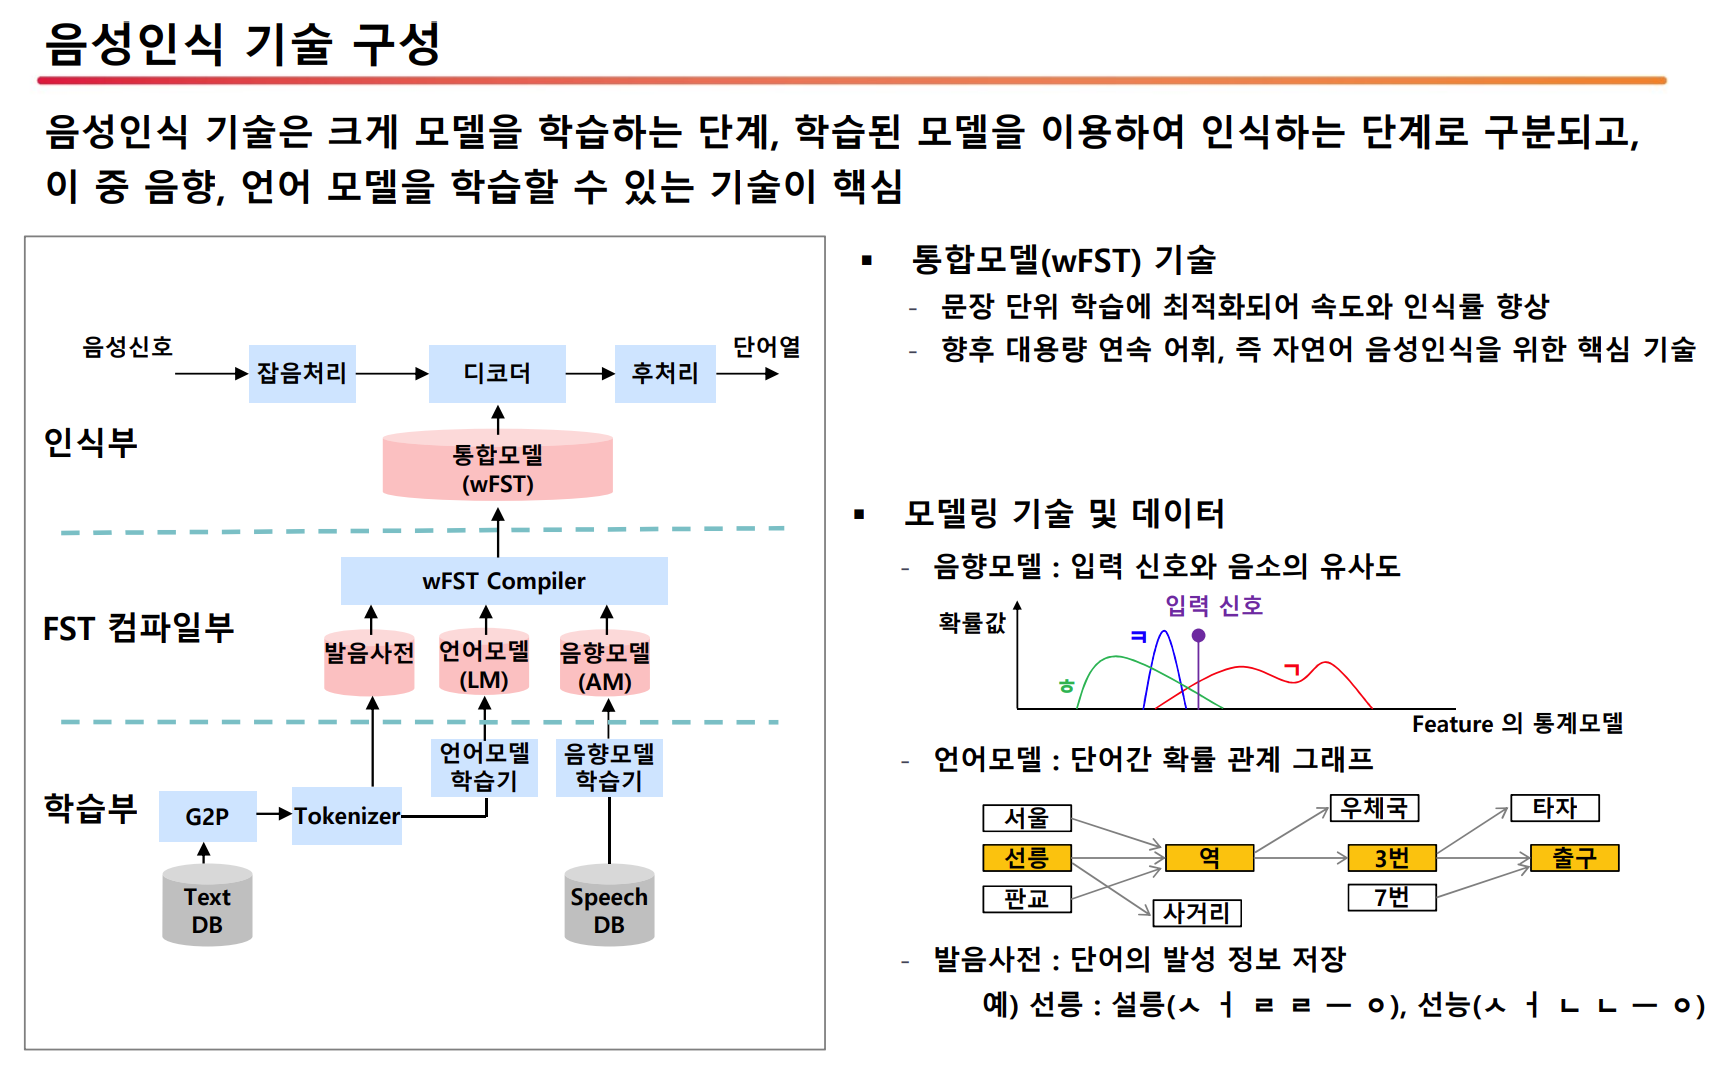 음성인식 기술 구성
음성인식 기술은 크게 모델을 학습하는 단계, 학습된 모델을 이용하여 인식하는 단계로 구분되고,
이 중 음향, 언어 모델을 학습할 수 있는 기술이 핵심
음성신호
잡음처리
디코더
후처리
단어열
인식부
통합모델
(wFST)
wFST Compiler
FST 컴파일부
발음사전
언어모델
(LM)
음향모델
(AM)
학습부
G2P
Tokenizer
언어모델
학습기
음향모델
학습기
Text
DB
Speech
DB
▪ 통합모델(wFST) 기술
- 문장 단위 학습에 최적화되어 속도와 인식률 향상
- 향후 대용량 연속 어휘, 즉 자연어 음성인식을 위한 핵심 기술
▪ 모델링 기술 및 데이터
- 음향모델 : 입력 신호와 음소의 유사도
확률값
입력 신호
ㅎ
ㅋ
ㄱ
Feature 의 통계모델
- 언어모델 : 단어간 확률 관계 그래프
서울
선릉
판교
역
사거리
우체국
3번
7번
타자
출구
- 발음사전 : 단어의 발성 정보 저장
예) 선릉 : 설릉(ㅅ ㅓ ㄹ ㄹ ㅡ ㅇ), 선능(ㅅ ㅓ ㄴ ㄴ ㅡ ㅇ)